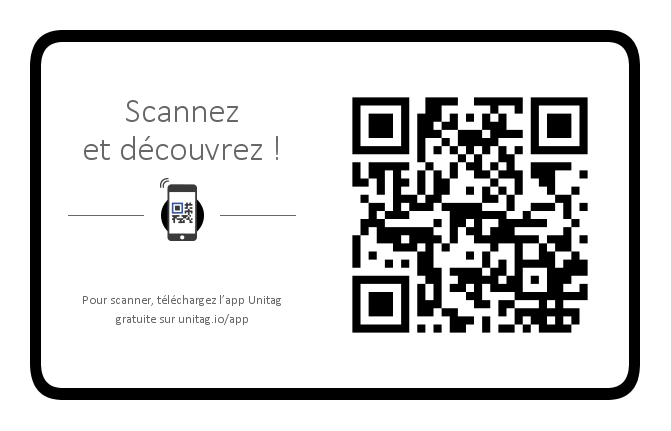 Scannez
et découvrez !
Pour scanner, téléchargez l'app Unitag
gratuite sur unitag.io/app